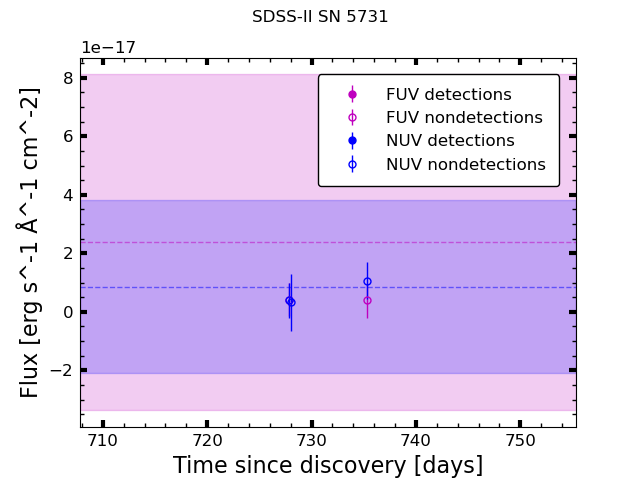 SDSS-II SN 5731
1e−17
Flux [erg s^-1 Å^-1 cm^-2]
8
6
4
2
0
−2
FUV detections
FUV nondetections
NUV detections
NUV nondetections
710 720 730 740 750
Time since discovery [days]